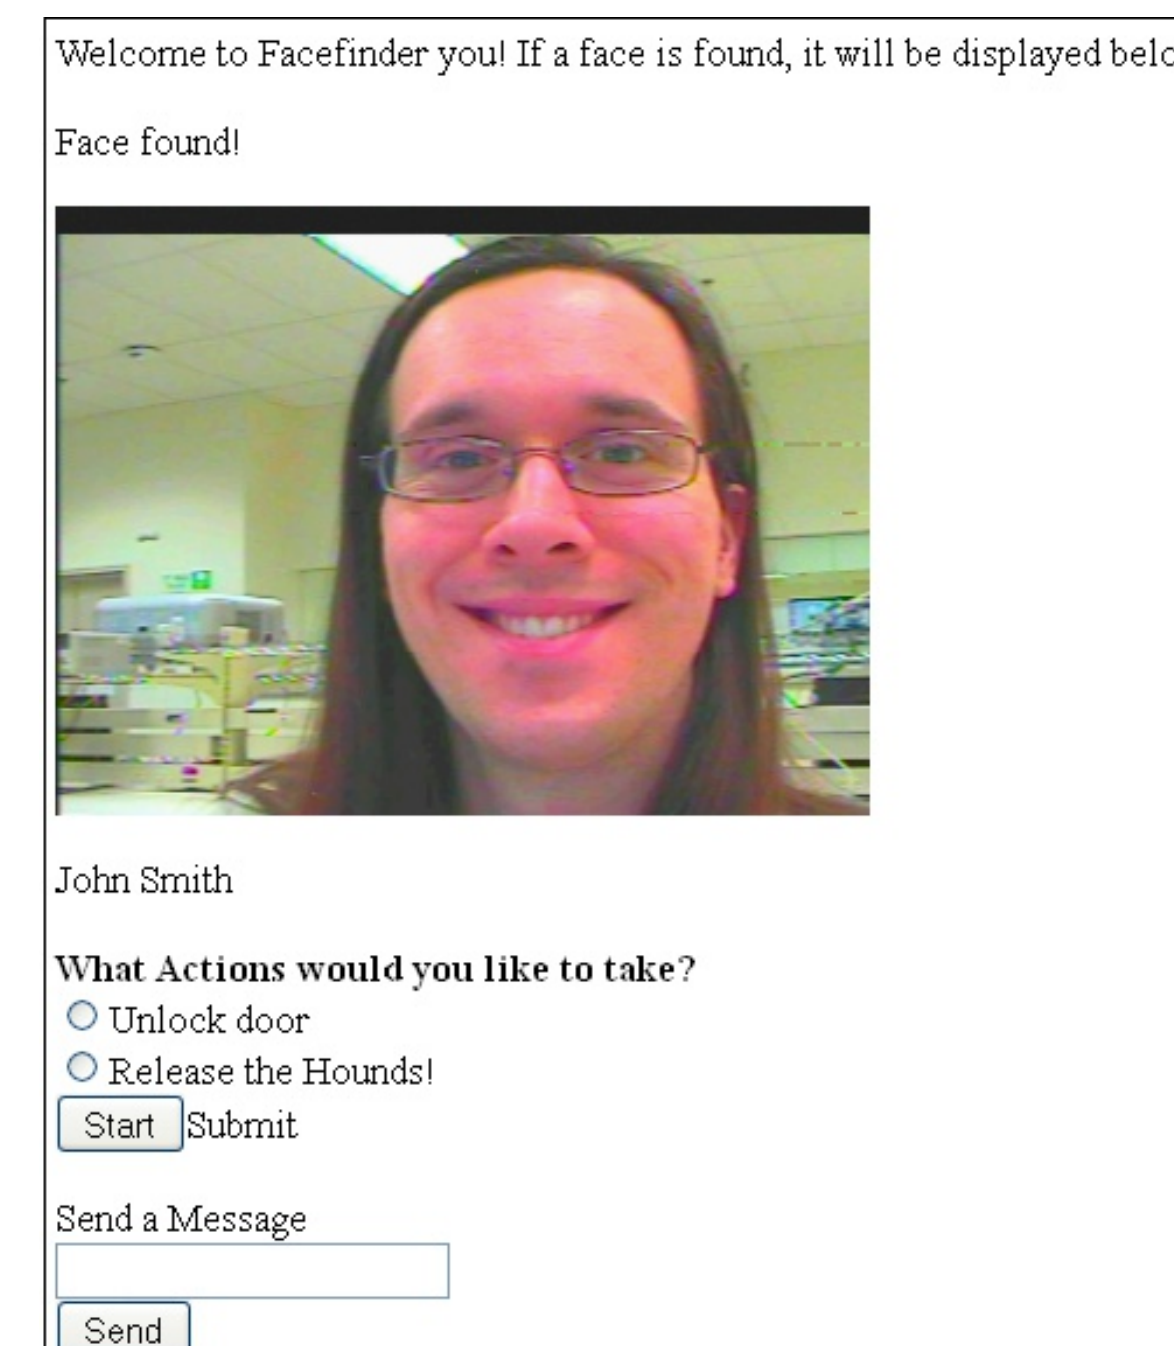 Welcome to Facefinder you! If a face is found, it will be displayed
Face found!
John Smith
What Actions would you like to take?
Unlock door
Release the Hounds!
Start Submit
Send a Message
Send